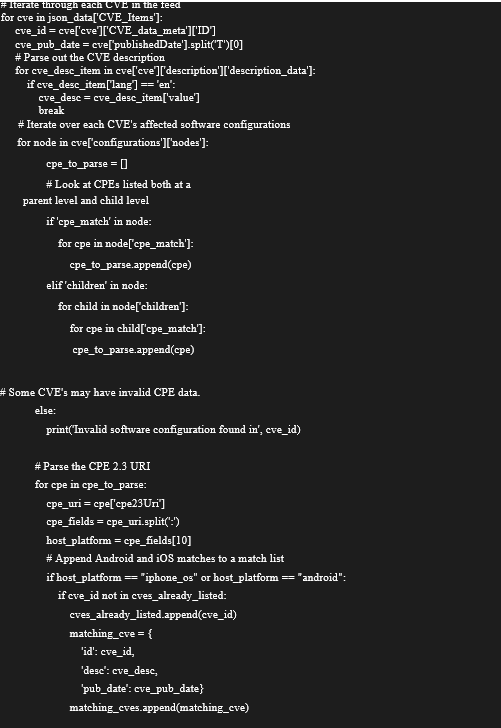 # Iterate through each CVE in the feed
for cve in json_data['CVE_Items']:
cve_id = cve['cve']['CVE_data_meta']['ID']
cve_pub_date = cve['publishedDate'].split('T')[0]
# Parse out the CVE description
for cve_desc_item in cve['cve']['description']['description_data']:
if cve_desc_item['lang'] == 'en':
cve_desc = cve_desc_item['value']
break
# Iterate over each CVE's affected software configurations
for node in cve['configurations']['nodes']:
cpe_to_parse = []
# Look at CPEs listed both at a
parent level and child level
if 'cpe_match' in node:
for cpe in node['cpe_match']:
cpe_to_parse.append(cpe)
elif 'children' in node:
for child in node['children']:
for cpe in child['cpe_match']:
cpe_to_parse.append(cpe)
# Some CVE's may have invalid CPE data.
else:
print('Invalid software configuration found in', cve_id)
# Parse the CPE 2.3 URI
for cpe in cpe_to_parse:
cpe_uri = cpe['cpe23Uri']
cpe_fields = cpe_uri.split(':')
host_platform = cpe_fields[10]
# Append Android and iOS matches to a match list
if host_platform == "iphone_os" or host_platform == "android":
if cve_id not in cves_already_listed:
cves_already_listed.append(cve_id)
matching_cve = {
'id': cve_id,
'desc': cve_desc,
'pub_date': cve_pub_date}
matching_cves.append(matching_cve)